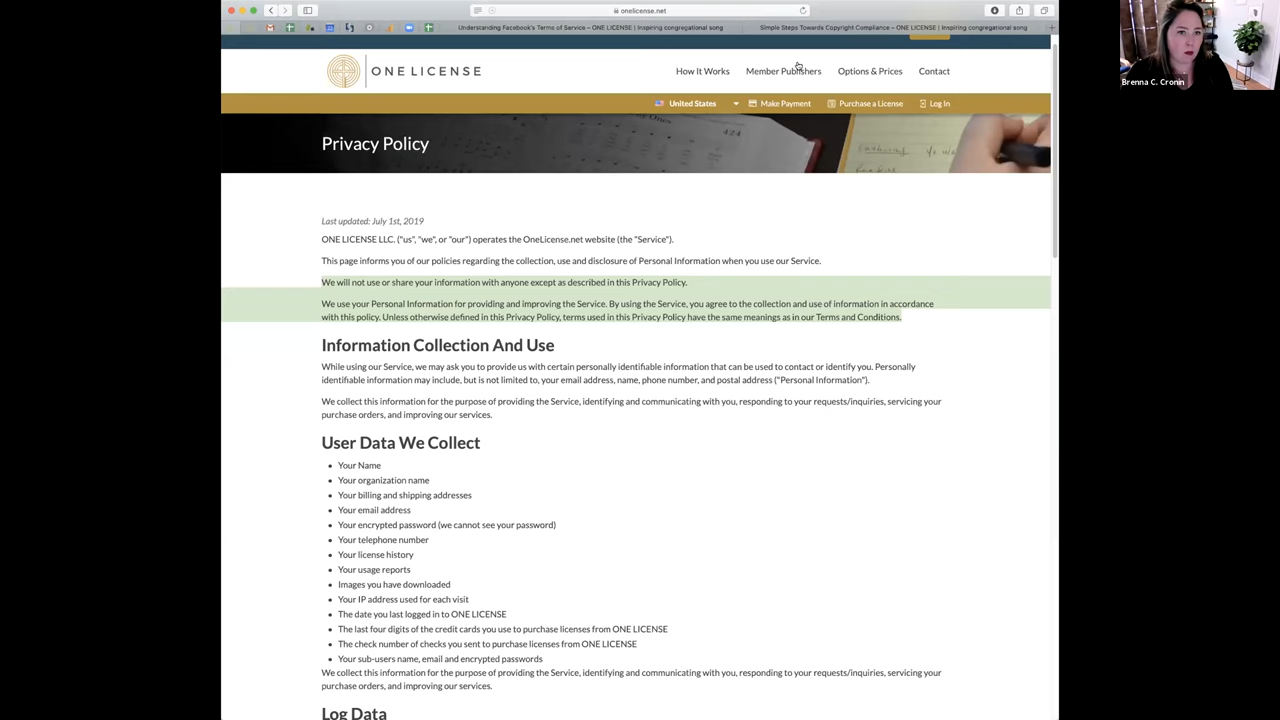 onelicense.net
Understanding Facebook's Terms of Service – ONE LICENSE | Inspiring congregational song
Simple Steps Towards Copyright Compliance – ONE LICENSE | Inspiring congregational song
Brenna C. Cronin
ONE LICENSE
How It Works
Member Publishers
Options & Prices
Contact
United States
Make Payment
Purchase a License
Log In
424
Privacy Policy
Last updated: July 1st, 2019
ONE LICENSE LLC. ("us", "we", or "our") operates the OneLicense.net website (the "Service").
This page informs you of our policies regarding the collection, use and disclosure of Personal Information when you use our Service.
We will not use or share your information with anyone except as described in this Privacy Policy.
We use your Personal Information for providing and improving the Service. By using the Service, you agree to the collection and use of information in accordance
with this policy. Unless otherwise defined in this Privacy Policy, terms used in this Privacy Policy have the same meanings as in our Terms and Conditions.
Information Collection And Use
While using our Service, we may ask you to provide us with certain personally identifiable information that can be used to contact or identify you. Personally
identifiable information may include, but is not limited to, your email address, name, phone number, and postal address ("Personal Information").
We collect this information for the purpose of providing the Service, identifying and communicating with you, responding to your requests/inquiries, servicing your
purchase orders, and improving our services.
User Data We Collect
• Your Name
• Your organization name
• Your billing and shipping addresses
• Your email address
• Your encrypted password (we cannot see your password)
• Your telephone number
• Your license history
• Your usage reports
• Images you have downloaded
• Your IP address used for each visit
• The date you last logged in to ONE LICENSE
• The last four digits of the credit cards you use to purchase licenses from ONE LICENSE
• The check number of checks you sent to purchase licenses from ONE LICENSE
• Your sub-users name, email and encrypted passwords
We collect this information for the purpose of providing the Service, identifying and communicating with you, responding to your requests/inquiries, servicing your
purchase orders, and improving our services.
Log Data